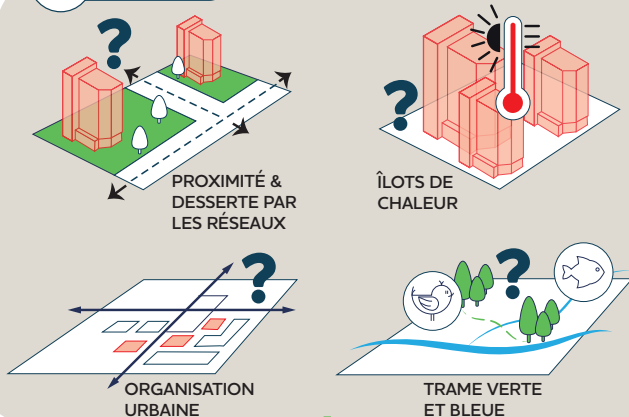 ?
PROXIMITÉ &
DESSERTE PAR
LES RÉSEAUX
?
ÎLOTS DE
CHALEUR
?
ORGANISATION
URBAINE
?
TRAME VERTE
ET BLEUE